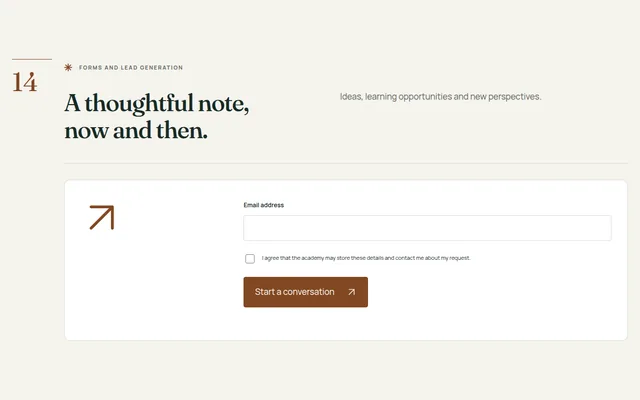 14
FORMS AND LEAD GENERATION
A thoughtful note,
now and then.
Ideas, learning opportunities and new perspectives.
Email address
I agree that the academy may store these details and contact me about my request.
Start a conversation